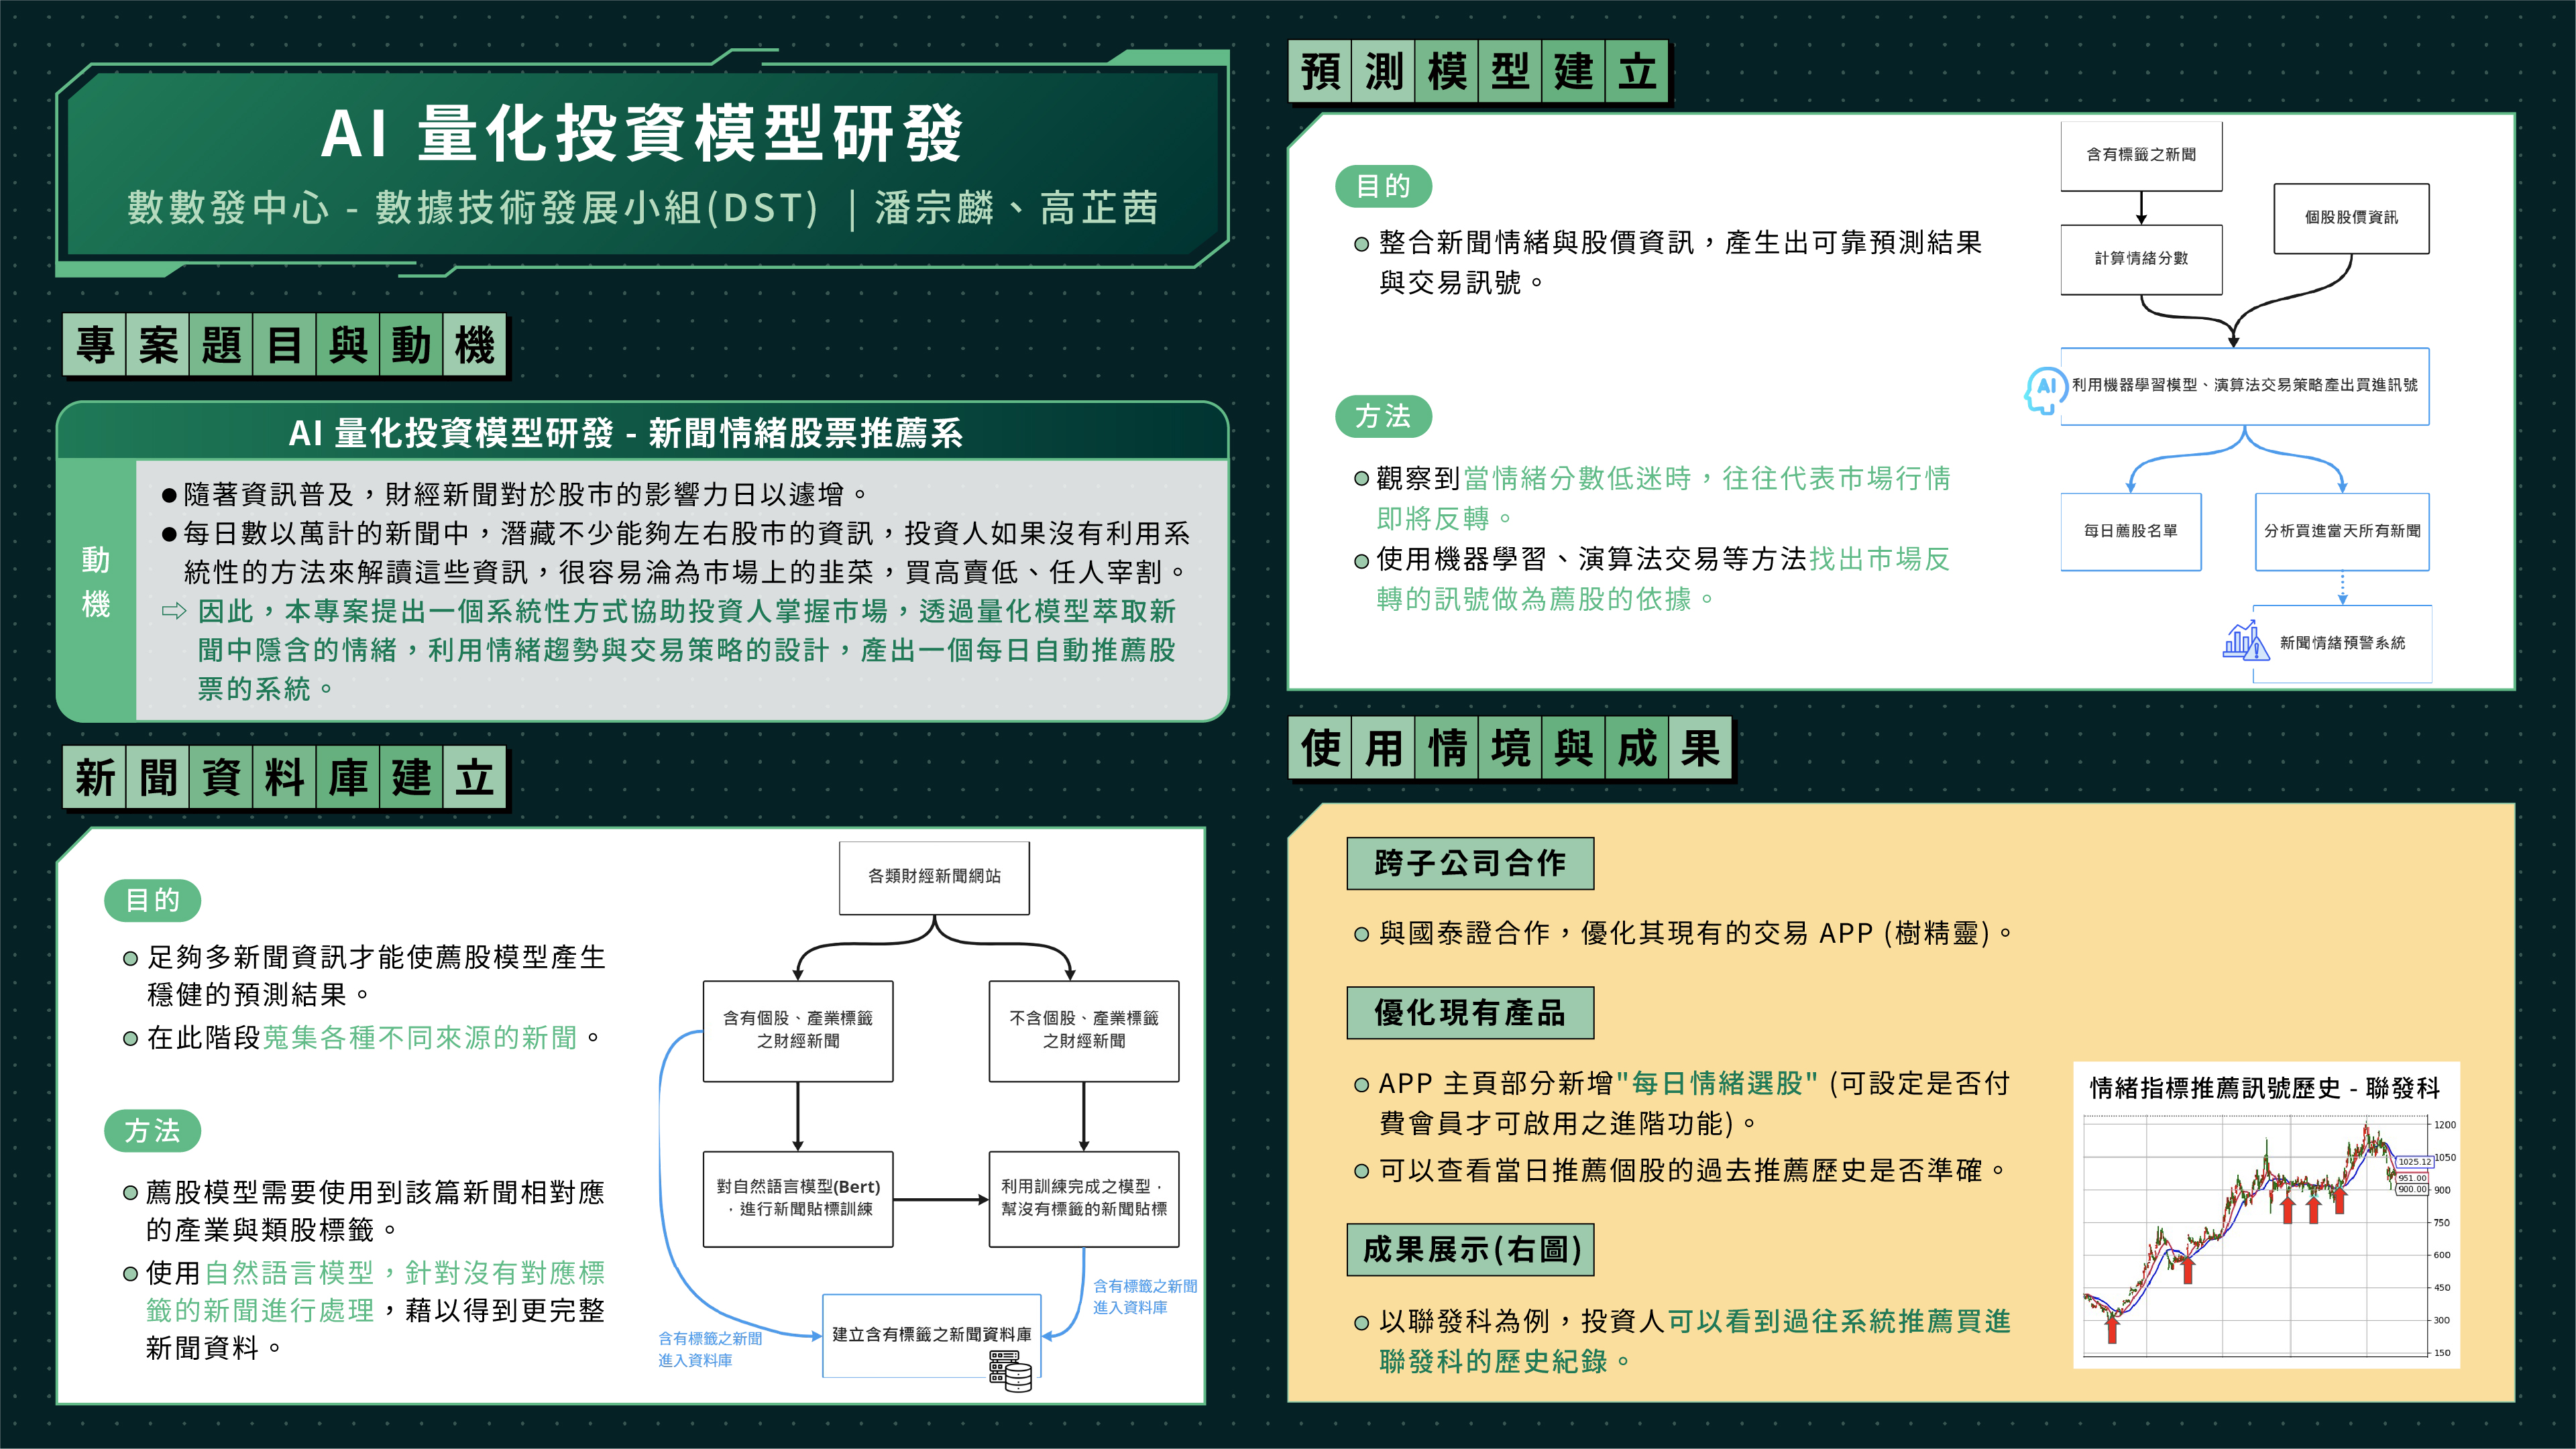 AI 量化投資模型研發
數數發中心 - 數據技術發展小組(DST) | 潘宗麟、高芷茜
專案題目與動機
AI 量化投資模型研發 - 新聞情緒股票推薦系
動機
●隨著資訊普及，財經新聞對於股市的影響力日以遽增。
●每日數以萬計的新聞中，潛藏不少能夠左右股市的資訊，投資人如果沒有利用系
統性的方法來解讀這些資訊，很容易淪為市場上的韭菜，買高賣低、任人宰割。
⇨ 因此，本專案提出一個系統性方式協助投資人掌握市場，透過量化模型萃取新
聞中隱含的情緒，利用情緒趨勢與交易策略的設計，產出一個每日自動推薦股
票的系統。
新聞資料庫建立
目的
足夠多新聞資訊才能使薦股模型產生
穩健的預測結果。
在此階段蒐集各種不同來源的新聞。
方法
薦股模型需要使用到該篇新聞相對應
的產業與類股標籤。
使用自然語言模型，針對沒有對應標
籤的新聞進行處理，藉以得到更完整
新聞資料。
各類財經新聞網站
含有個股、產業標籤
之財經新聞
不含個股、產業標籤
之財經新聞
對自然語言模型(Bert)
，進行新聞貼標訓練
利用訓練完成之模型，
幫沒有標籤的新聞貼標
含有標籤之新聞
進入資料庫
含有標籤之新聞
進入資料庫
建立含有標籤之新聞資料庫
預測模型建立
目的
整合新聞情緒與股價資訊，產生出可靠預測結果
與交易訊號。
方法
觀察到當情緒分數低迷時，往往代表市場行情
即將反轉。
使用機器學習、演算法交易等方法找出市場反
轉的訊號做為薦股的依據。
含有標籤之新聞
個股股價資訊
計算情緒分數
AI
利用機器學習模型、演算法交易策略產出買進訊號
每日薦股名單
分析買進當天所有新聞
新聞情緒預警系統
使用情境與成果
跨子公司合作
與國泰證合作，優化其現有的交易 APP (樹精靈)。
優化現有產品
APP 主頁部分新增"每日情緒選股" (可設定是否付
費會員才可啟用之進階功能)。
可以查看當日推薦個股的過去推薦歷史是否準確。
成果展示(右圖)
以聯發科為例，投資人可以看到過往系統推薦買進
聯發科的歷史紀錄。
情緒指標推薦訊號歷史 - 聯發科
1200
1050
1025.12
951.00
900.00
900
750
600
450
300
150